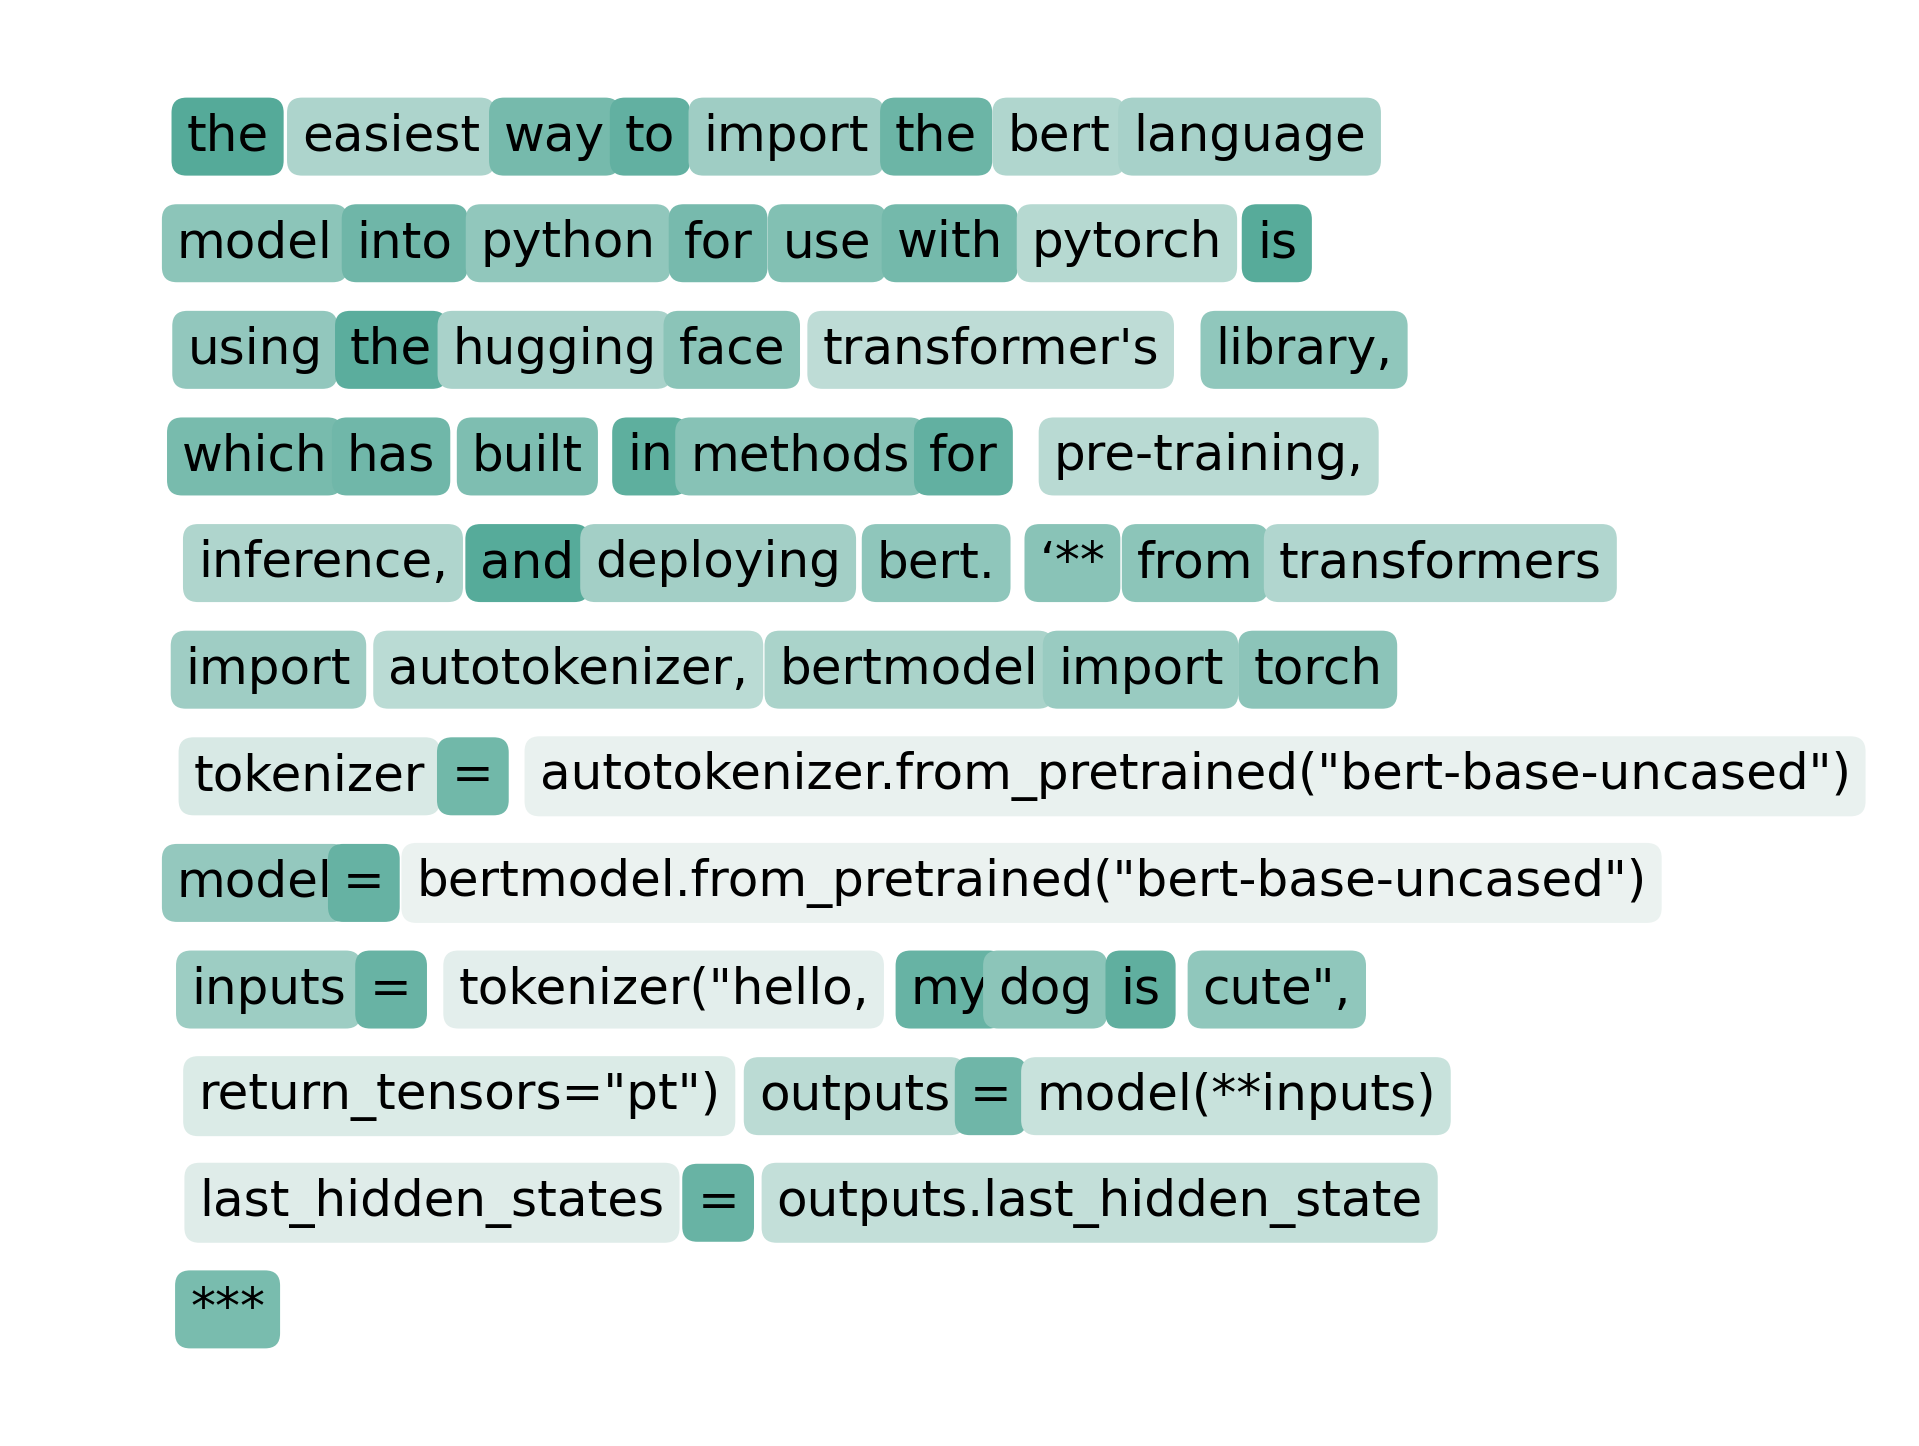 the easiest way to import the bert language
model into python for use with pytorch is
using the hugging face transformer's library,
which has built in methods for pre-training,
inference, and deploying bert. ‘** from transformers
import autotokenizer, bertmodel import torch
tokenizer = autotokenizer.from_pretrained("bert-base-uncased")
model = bertmodel.from_pretrained("bert-base-uncased")
inputs = tokenizer("hello, my dog is cute",
return_tensors="pt") outputs = model(**inputs)
last_hidden_states = outputs.last_hidden_state
***